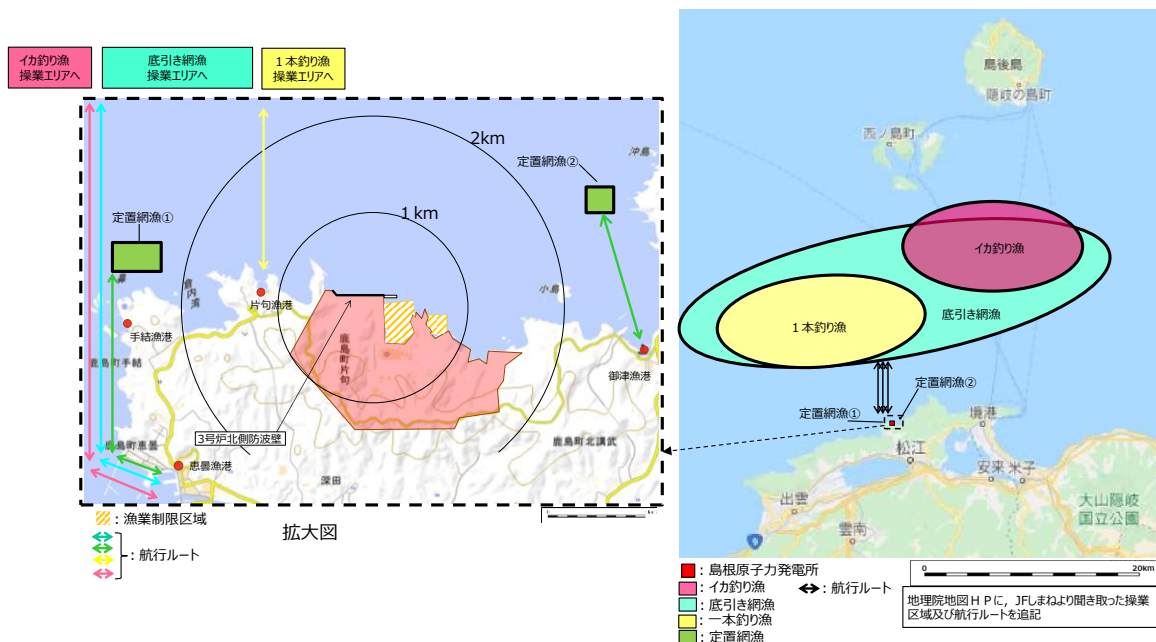 イカ釣り漁
操業エリアへ
底引き網漁
操業エリアへ
1本釣り漁
操業エリアへ
2km
1km
定置網漁②
定置網漁①
沖島
小島
片句漁港
手結漁港
御津漁港
恵曇漁港
鹿島町手結
鹿島町恵曇
鹿島町片句
鹿島町北講武
深田
3号炉北側防波壁
:漁業制限区域
:航行ルート
拡大図
島後島
隠岐の島町
西ノ島町
イカ釣り漁
底引き網漁
1本釣り漁
定置網漁②
定置網漁①
境港
松江
安来
米子
出雲
雲南
大山隠岐
国立公園
9
:島根原子力発電所
:イカ釣り漁
:航行ルート
:底引き網漁
:一本釣り漁
:定置網漁
0
20km
地理院地図HPに,JFしまねより聞き取った操業
区域及び航行ルートを追記